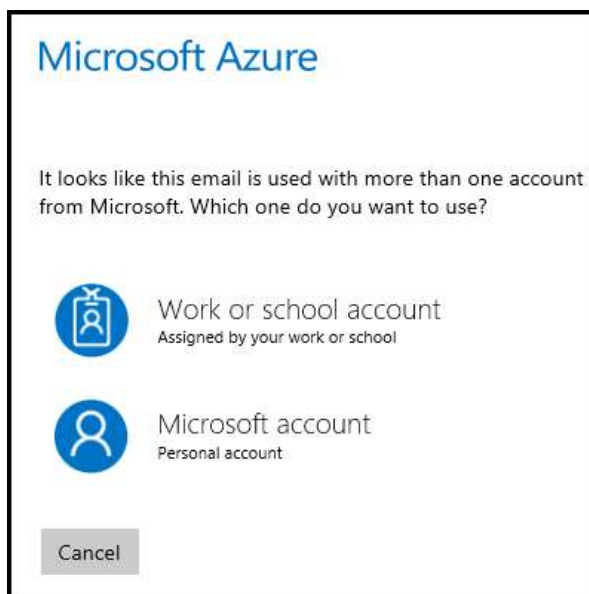 Microsoft Azure
It looks like this email is used with more than one account
from Microsoft. Which one do you want to use?
Work or school account
Assigned by your work or school
Microsoft account
Personal account
Cancel